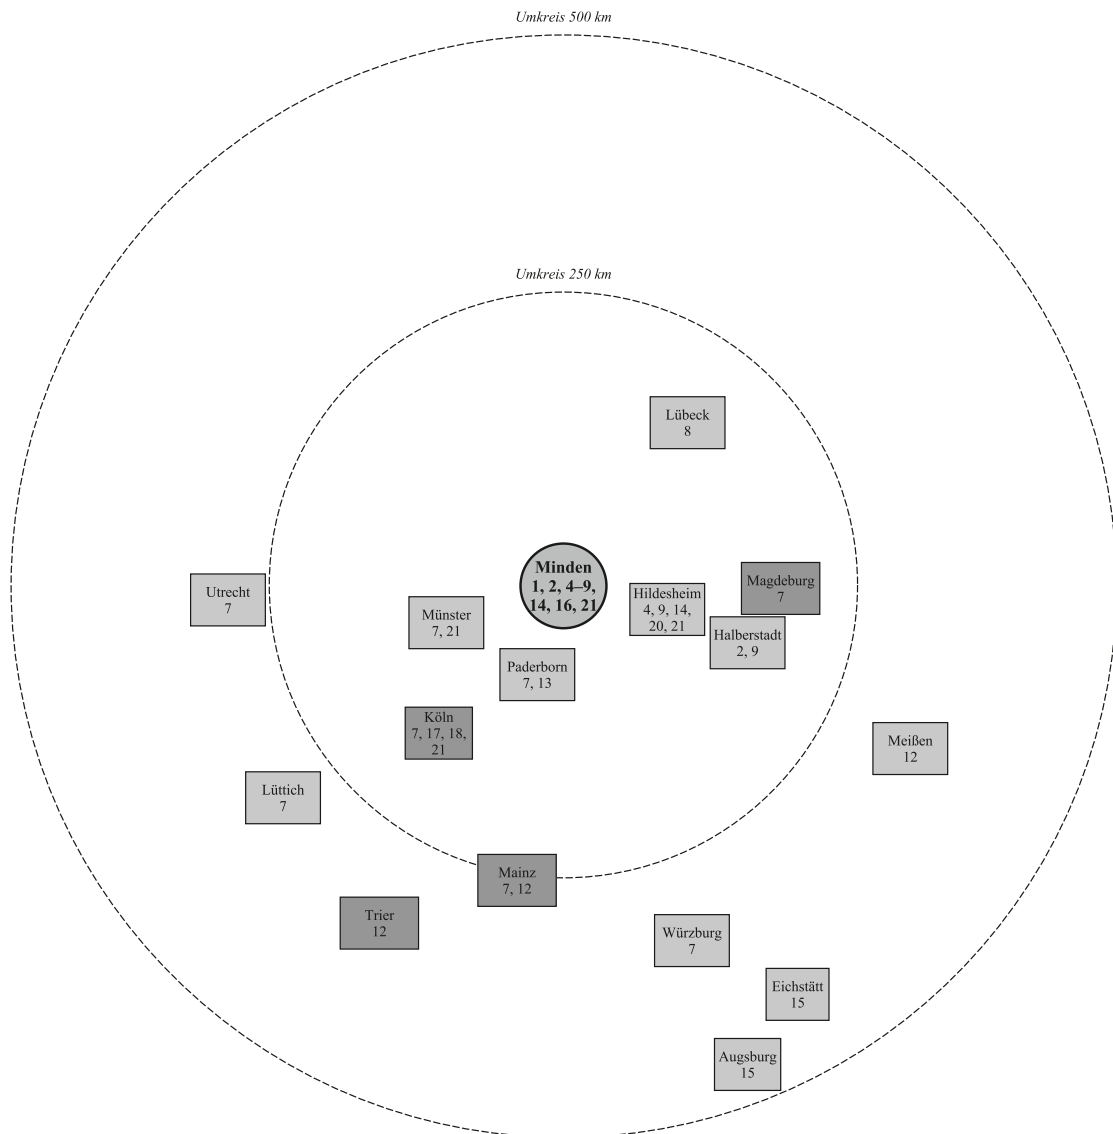 Umkreis 500 km
Umkreis 250 km
Lübeck
8
Minden
1, 2, 4–9,
14, 16, 21
Magdeburg
7
Utrecht
7
Hildesheim
4, 9, 14,
20, 21
Münster
7, 21
Halberstadt
2, 9
Paderborn
7, 13
Köln
7, 17, 18,
21
Meißen
12
Lüttich
7
Mainz
7, 12
Trier
12
Würzburg
7
Eichstätt
15
Augsburg
15